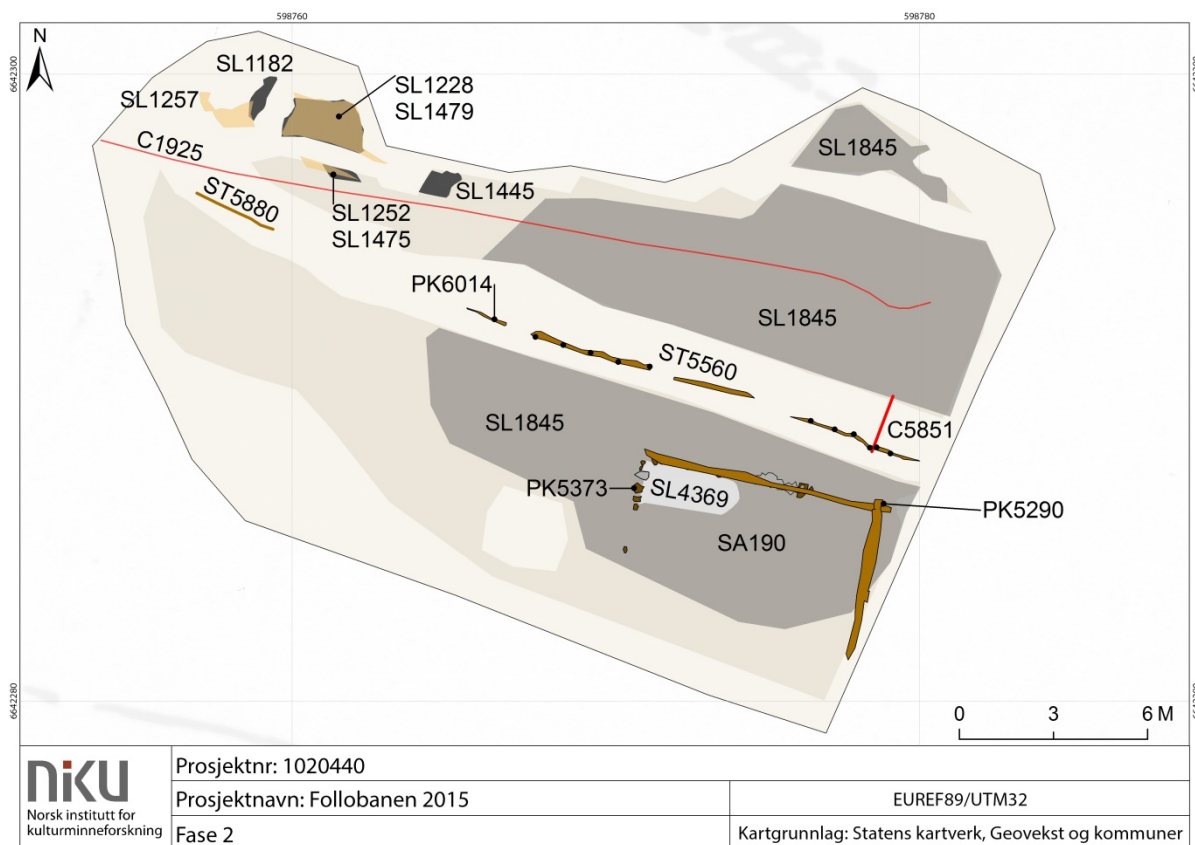 598760
598780
N
6642300
6642300
SL1182
SL1228
SL1479
SL1257
C1925
SL1845
ST5880
SL1445
SL1252
SL1475
PK6014
SL1845
ST5560
C5851
SL1845
PK5373
SL4369
PK5290
SA190
6642280
6642280
0 3 6 M
niku
Norsk institutt for
kulturminneforskning
Prosjektnr: 1020440
Prosjektnavn: Follobanen 2015
EUREF89/UTM32
Fase 2
Kartgrunnlag: Statens kartverk, Geovekst og kommuner